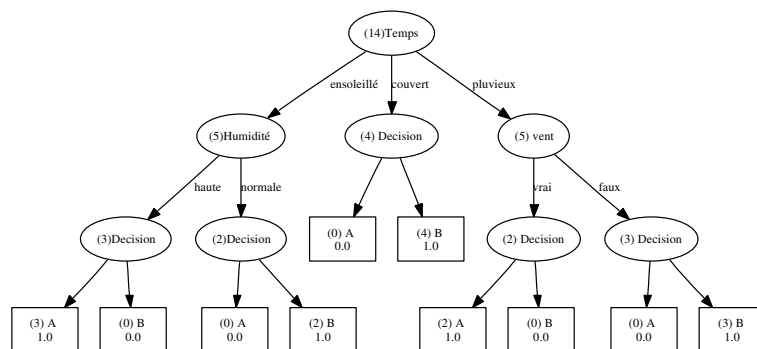 (14)Temps
ensoleillé
couvert
pluvieux
(5)Humidité
(4) Decision
(5) vent
haute
normale
vrai
faux
(3)Decision
(2)Decision
(0) A
0.0
(4) B
1.0
(2) Decision
(3) Decision
(3) A
1.0
(0) B
0.0
(0) A
0.0
(2) B
1.0
(2) A
1.0
(0) B
0.0
(0) A
0.0
(3) B
1.0